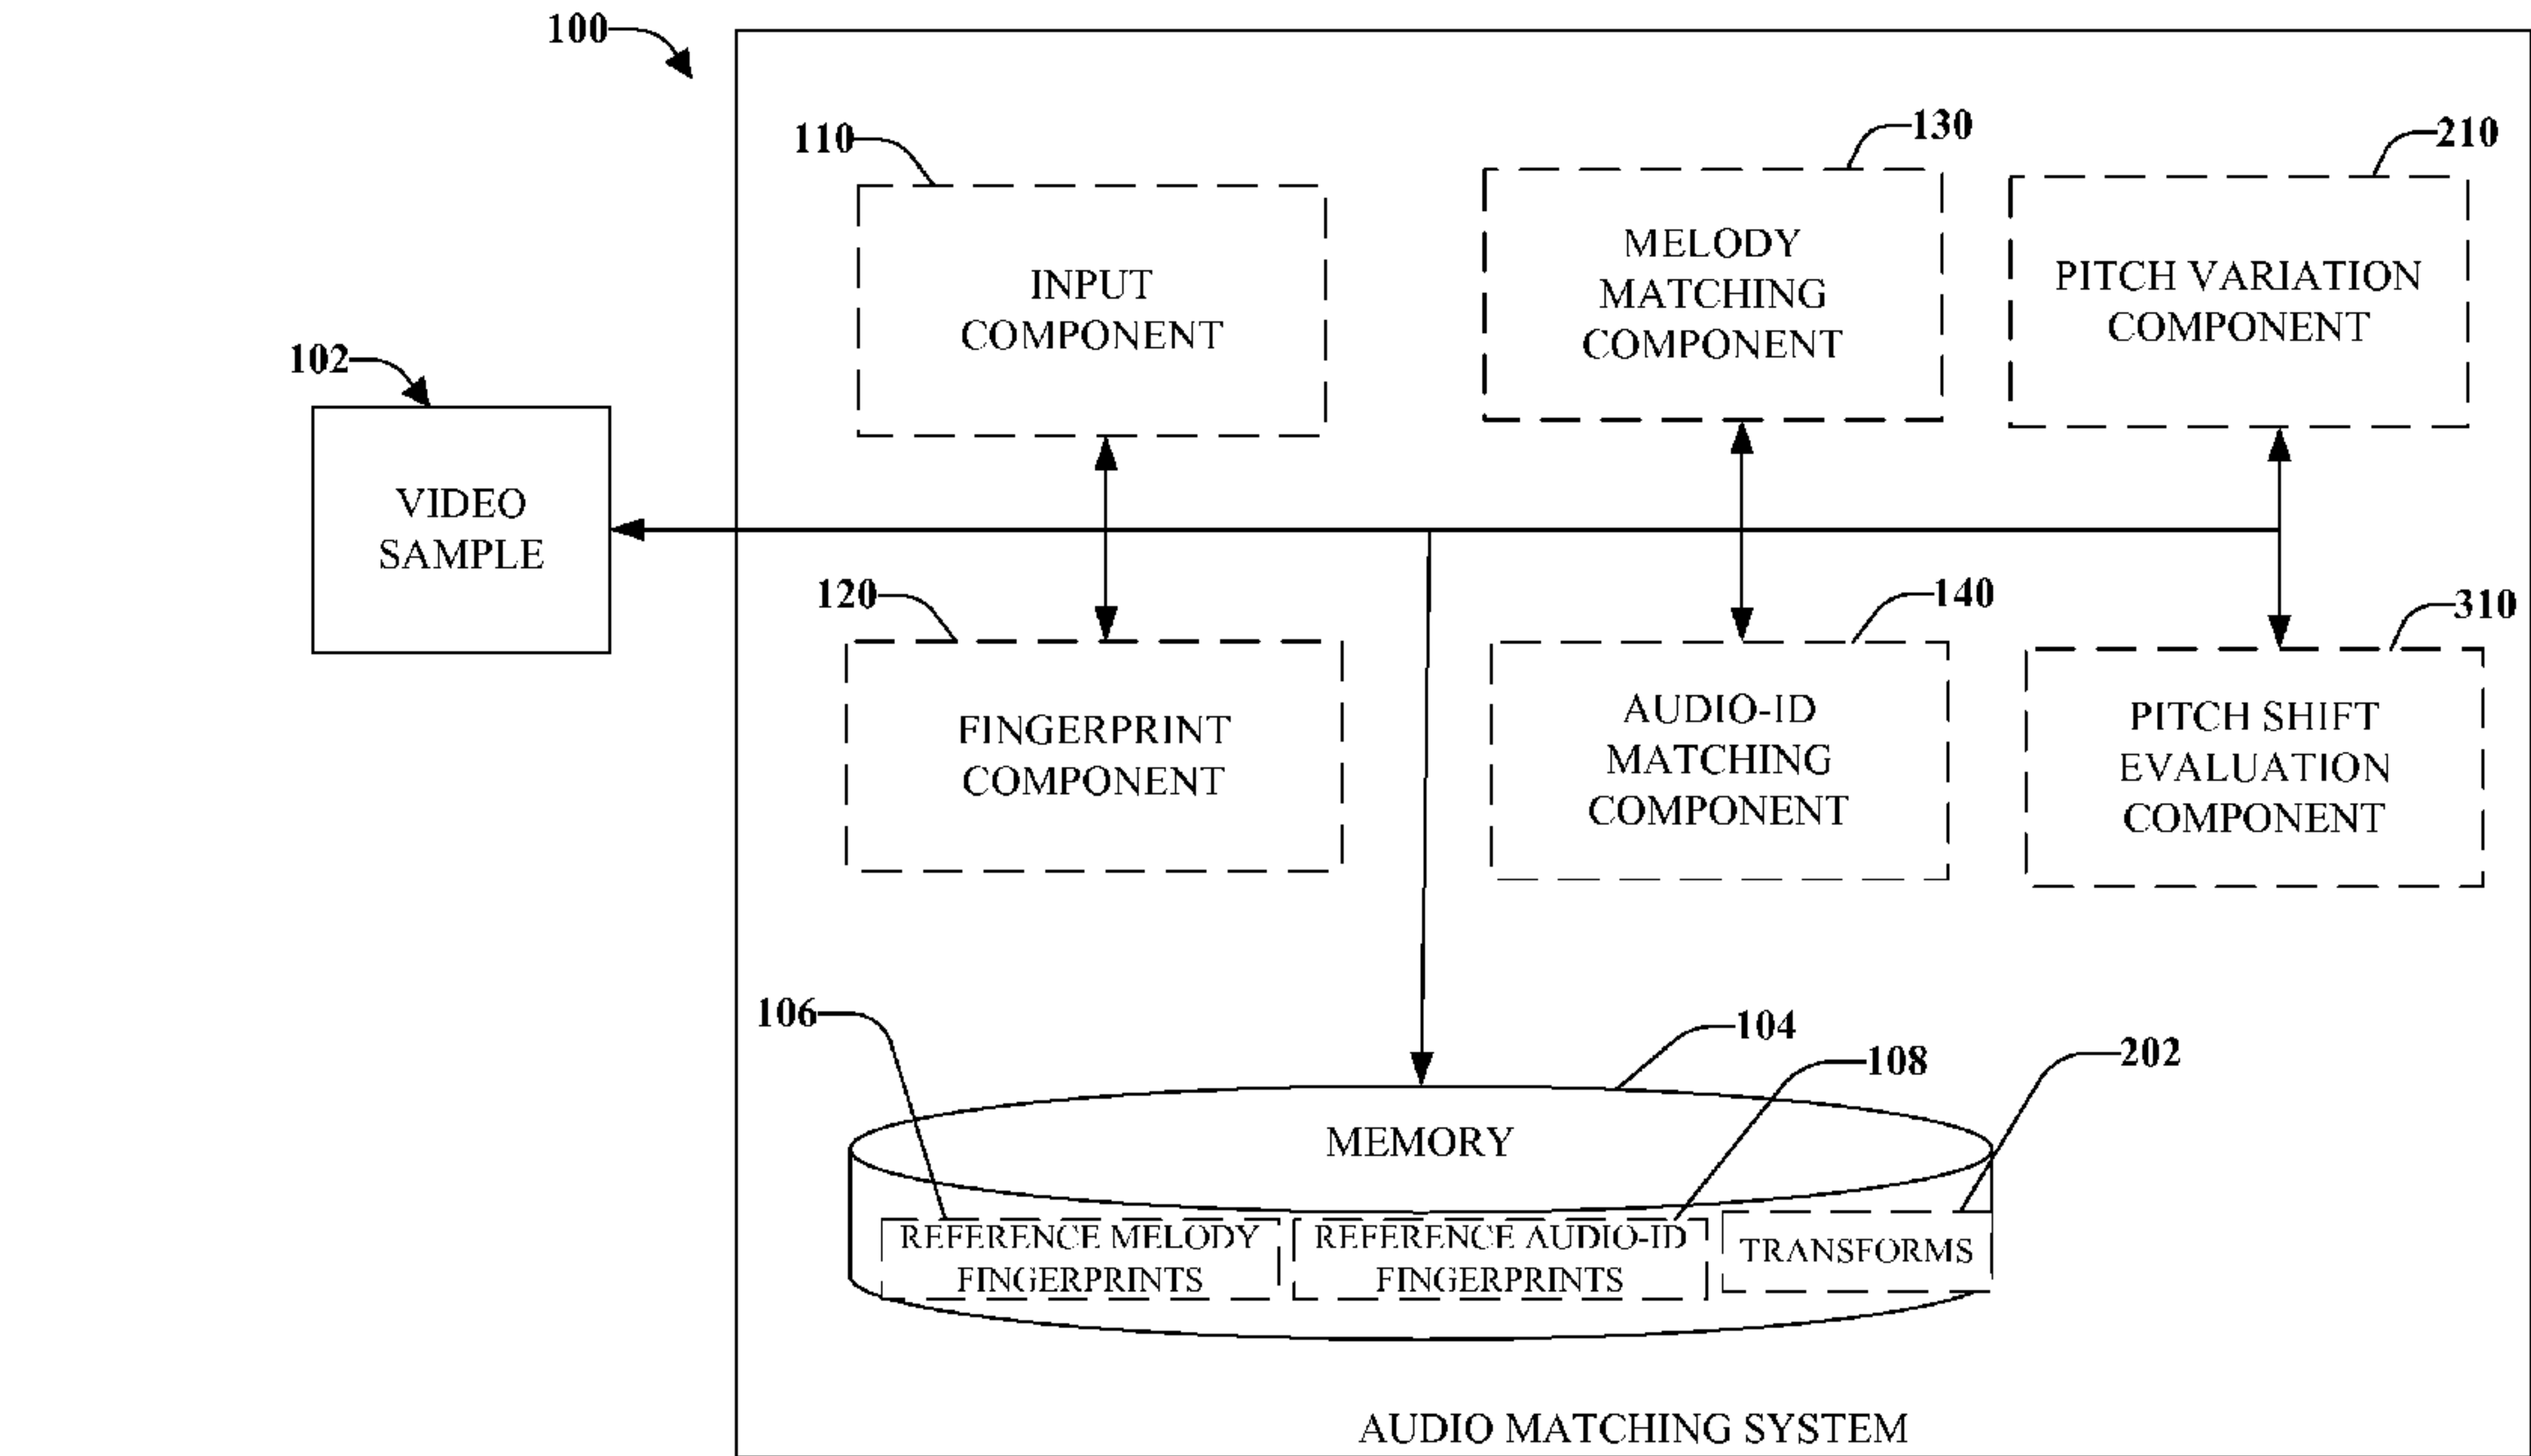 100
110
130
210
INPUT
COMPONENT
MELODY
MATCHING
COMPONENT
PITCH VARIATION
COMPONENT
102
VIDEO
SAMPLE
120
140
310
FINGERPRINT
COMPONENT
AUDIO-ID
MATCHING
COMPONENT
PITCH SHIFT
EVALUATION
COMPONENT
106
104
108
202
MEMORY
REFERENCE MELODY
FINGERPRINTS
REFERENCE AUDIO-ID
FINGERPRINTS
TRANSFORMS
AUDIO MATCHING SYSTEM